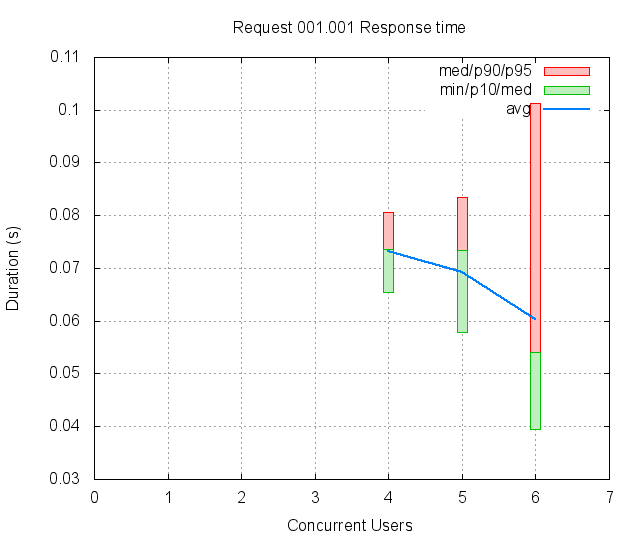 Request 001.001 Response time
med/p90/p95
min/p10/med
avg
0.11
0.1
0.09
0.08
0.07
0.06
0.05
0.04
0.03
Duration (s)
0 1 2 3 4 5 6 7
Concurrent Users